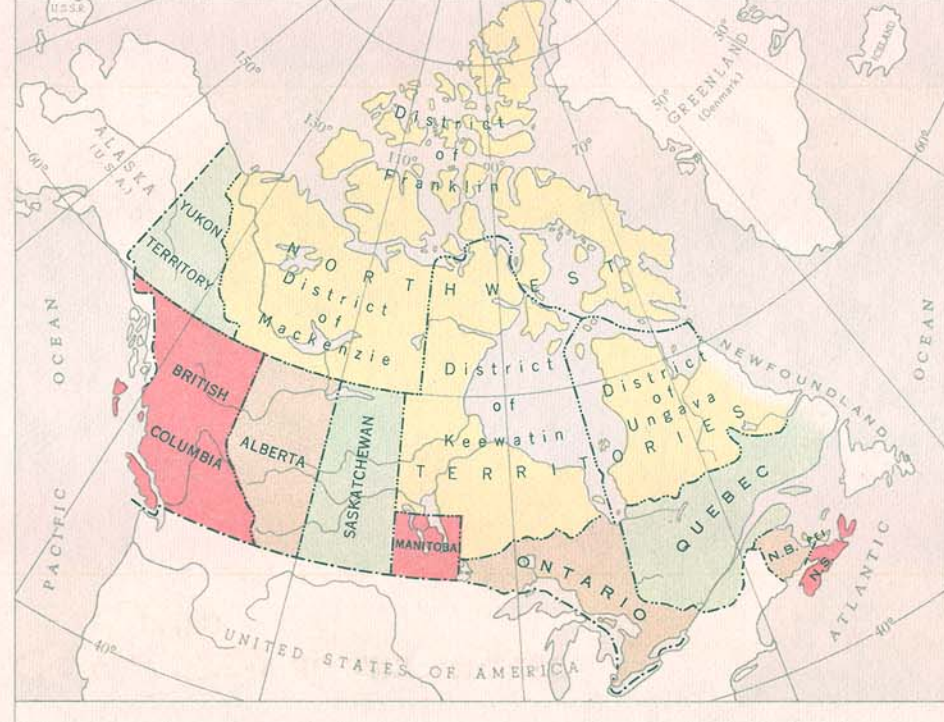 U.S.S.R.
150°
30°
ICELAND
GREENLAND
(Denmark)
50°
60°
60°
ALASKA
(U.S.A.)
130°
110°
90°
70°
District
of
Franklin
YUKON
TERRITORY
NORTHWEST
TERRITORIES
District
of
Mackenzie
District
of
Keewatin
District
of
Ungava
NEWFOUNDLAND
PACIFIC
OCEAN
ATLANTIC
OCEAN
BRITISH
COLUMBIA
ALBERTA
SASKATCHEWAN
MANITOBA
ONTARIO
QUEBEC
N.B.
P.E.I.
N.S.
40°
40°
UNITED STATES OF AMERICA